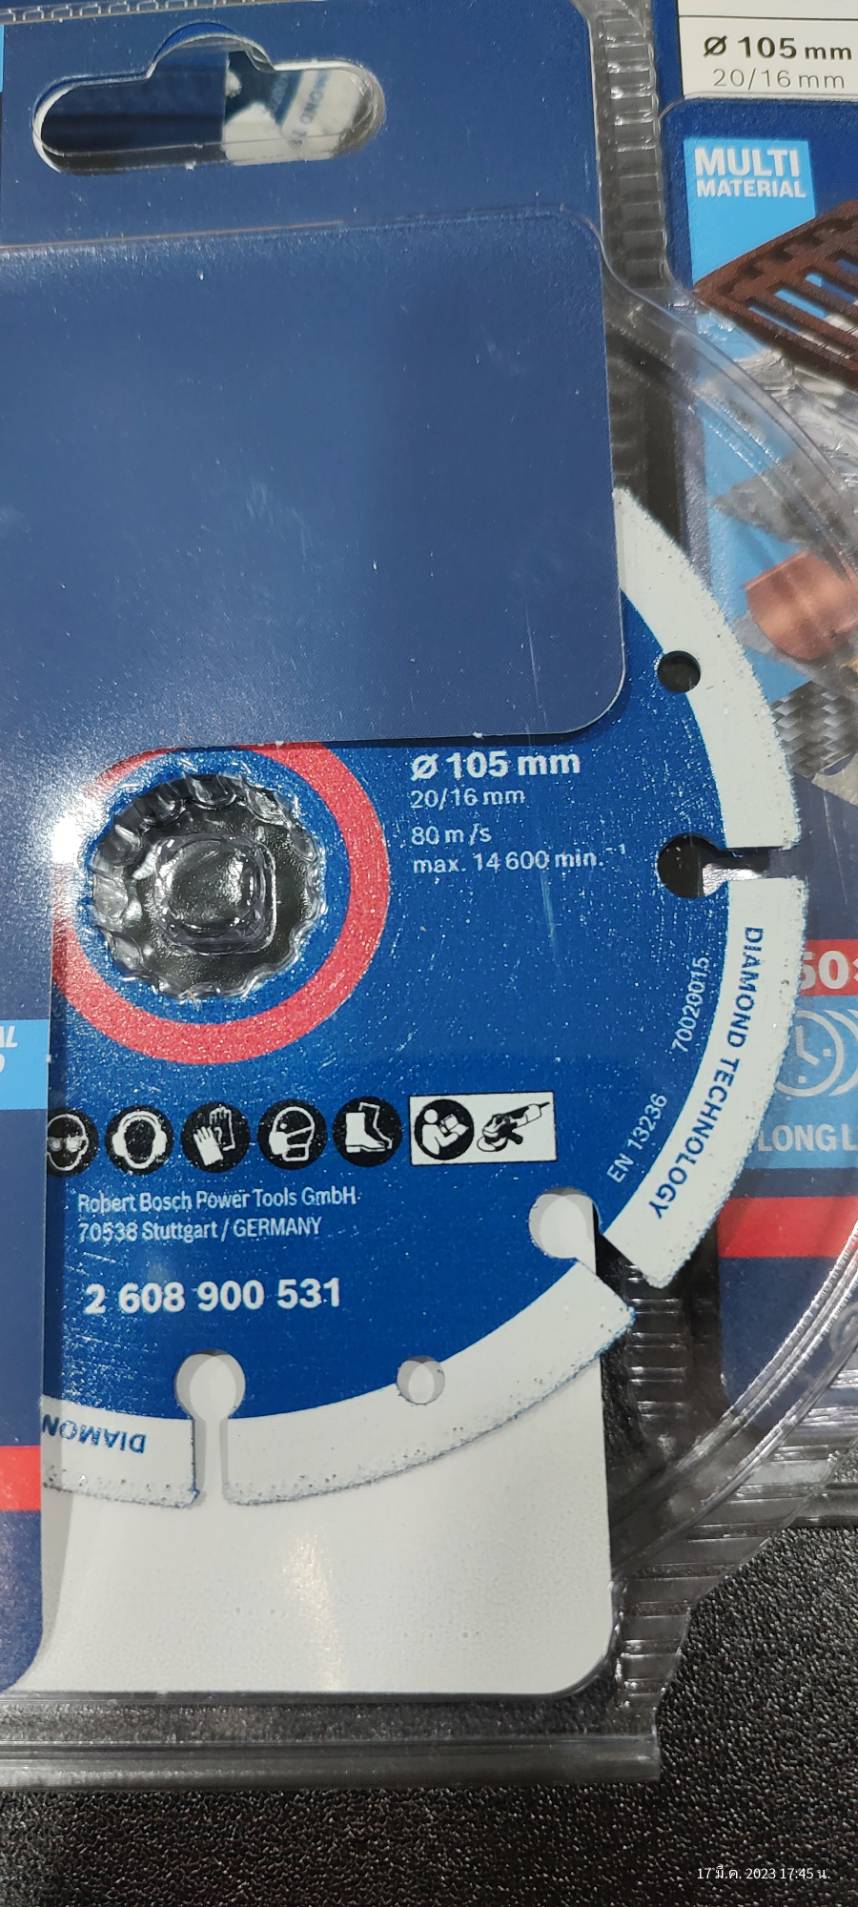 Ø 105 mm
20/16 mm
MULTI
MATERIAL
Ø 105 mm
20/16 mm
80 m/s
max. 14 600 min.⁻¹
DIAMOND TECHNOLOGY
70020015
EN 13236
LONG L
Robert Bosch Power Tools GmbH
70538 Stuttgart / GERMANY
2 608 900 531
DIAMON
17 มี.ค. 2023 17:45 น.